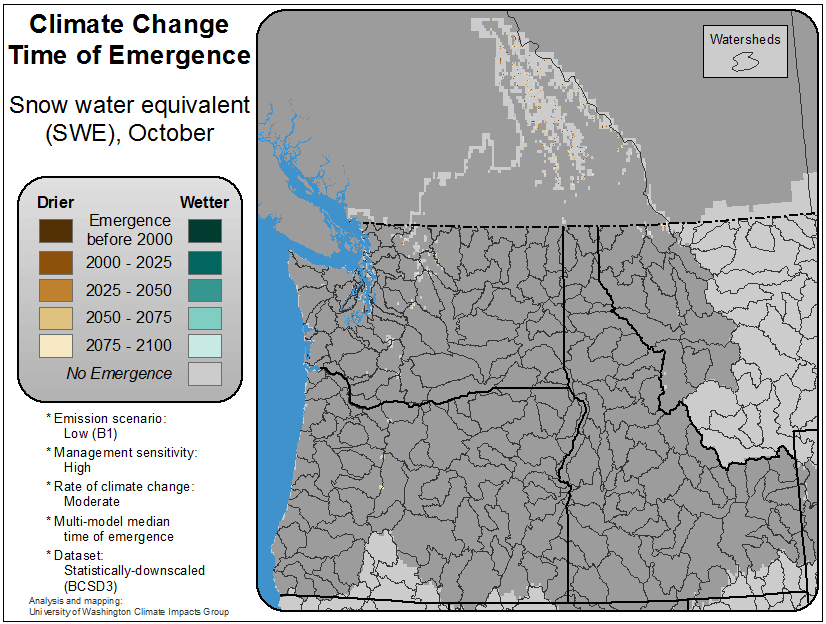 Climate Change
Time of Emergence
Snow water equivalent
(SWE), October
Drier
Wetter
Emergence
before 2000
2000 - 2025
2025 - 2050
2050 - 2075
2075 - 2100
No Emergence
* Emission scenario:
Low (B1)
* Management sensitivity:
High
* Rate of climate change:
Moderate
* Multi-model median
time of emergence
* Dataset:
Statistically-downscaled
(BCSD3)
Analysis and mapping:
University of Washington Climate Impacts Group
Watersheds